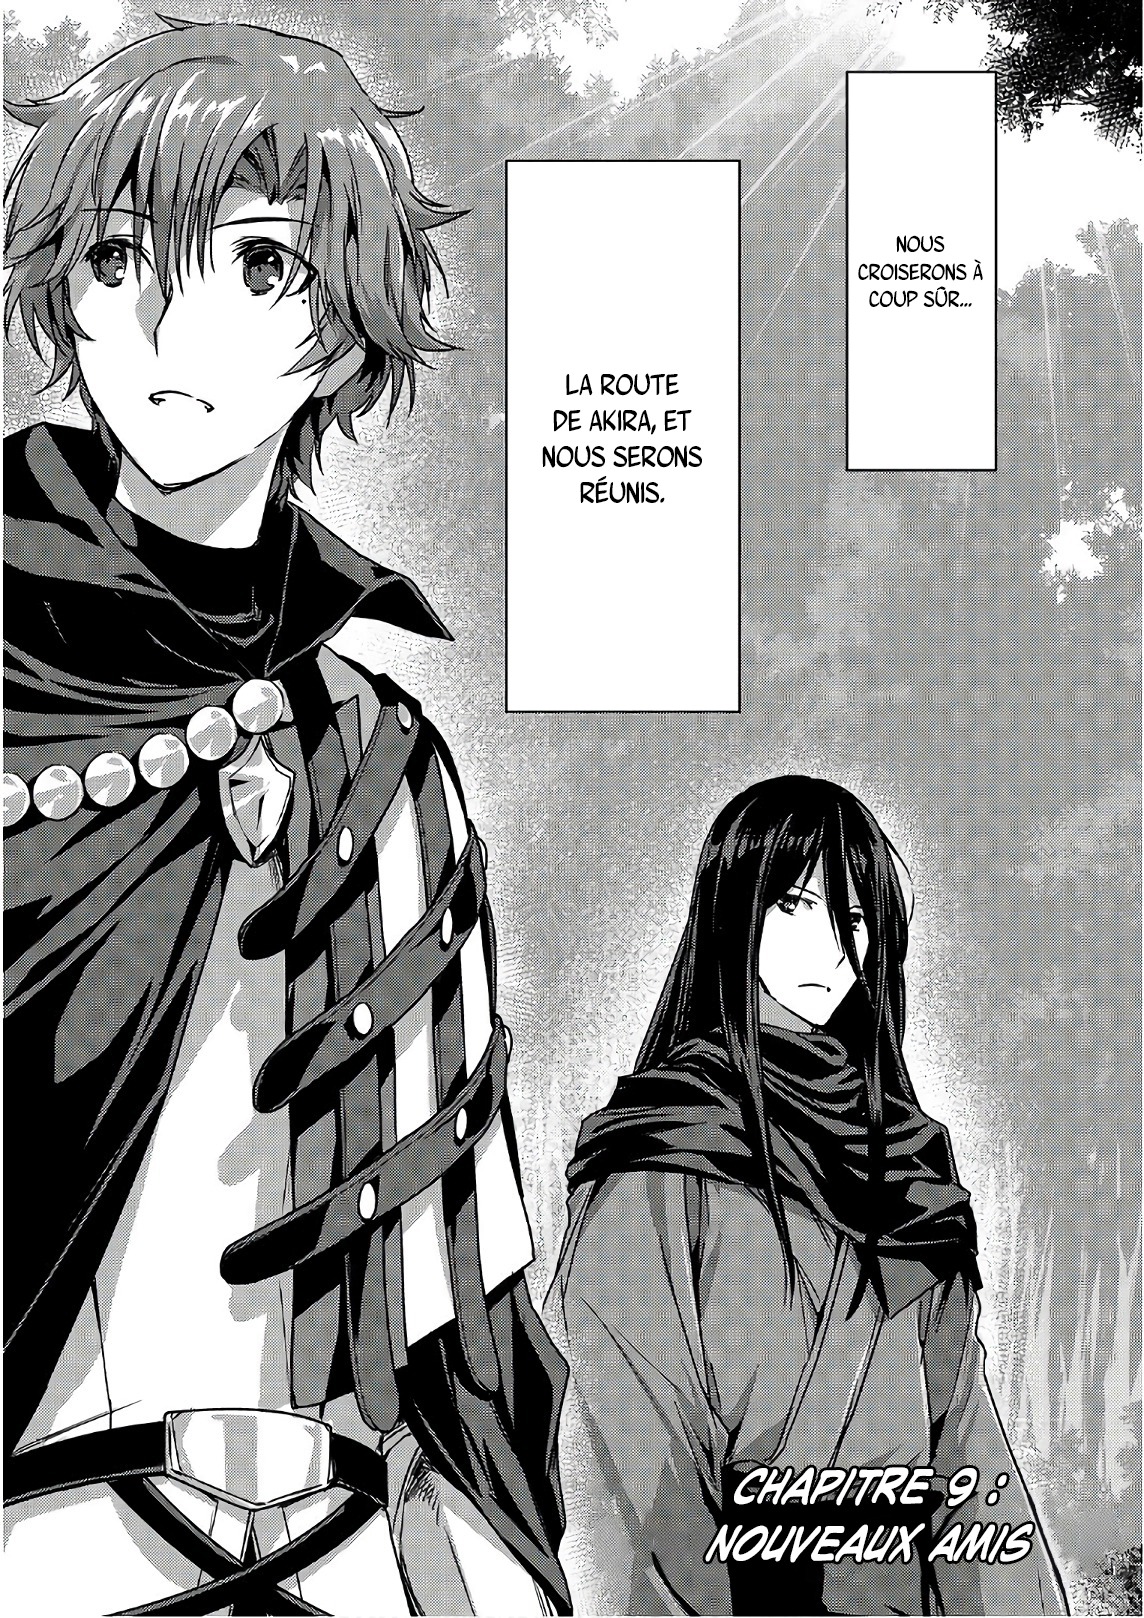 NOUS
CROISERONS À
COUP SÛR...
LA ROUTE
DE AKIRA, ET
NOUS SERONS
RÉUNIS.
CHAPITRE 9 :
NOUVEAUX AMIS